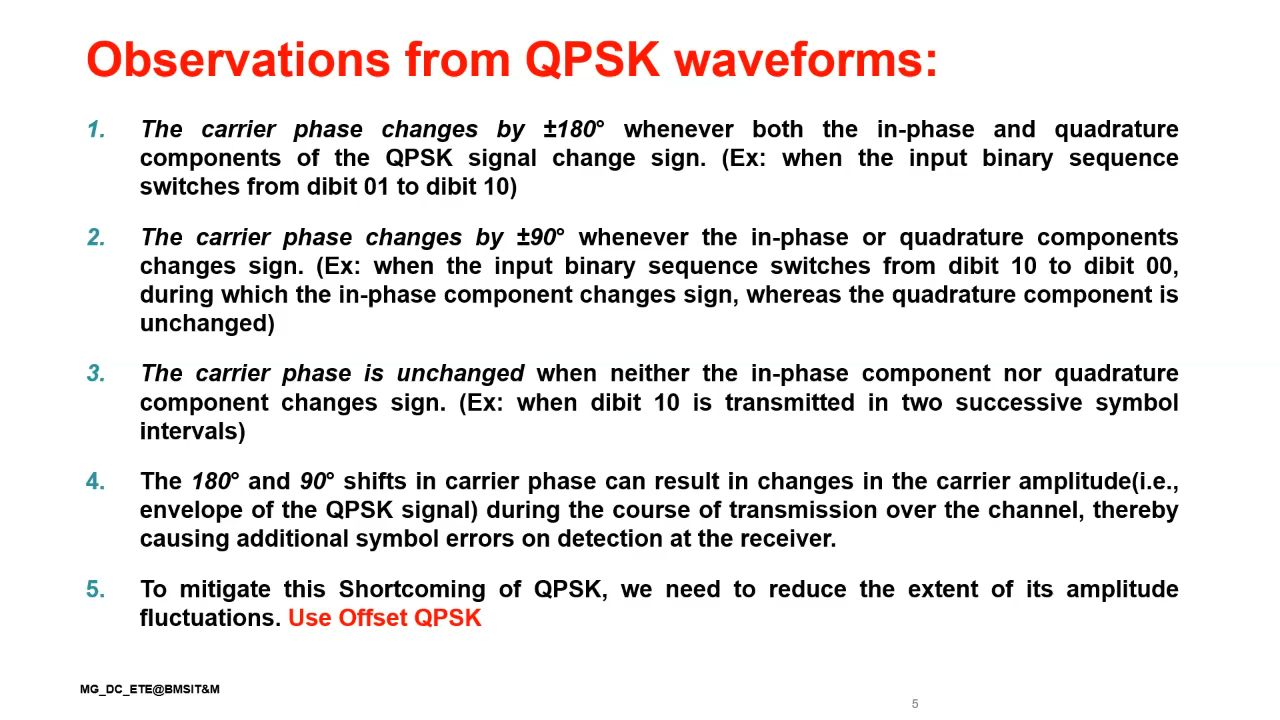 Observations from QPSK waveforms:
1. The carrier phase changes by ±180° whenever both the in-phase and quadrature
components of the QPSK signal change sign. (Ex: when the input binary sequence
switches from dibit 01 to dibit 10)
2. The carrier phase changes by ±90° whenever the in-phase or quadrature components
changes sign. (Ex: when the input binary sequence switches from dibit 10 to dibit 00,
during which the in-phase component changes sign, whereas the quadrature component is
unchanged)
3. The carrier phase is unchanged when neither the in-phase component nor quadrature
component changes sign. (Ex: when dibit 10 is transmitted in two successive symbol
intervals)
4. The 180° and 90° shifts in carrier phase can result in changes in the carrier amplitude(i.e.,
envelope of the QPSK signal) during the course of transmission over the channel, thereby
causing additional symbol errors on detection at the receiver.
5. To mitigate this Shortcoming of QPSK, we need to reduce the extent of its amplitude
fluctuations. Use Offset QPSK
MG_DC_ETE@BMSIT&M
5